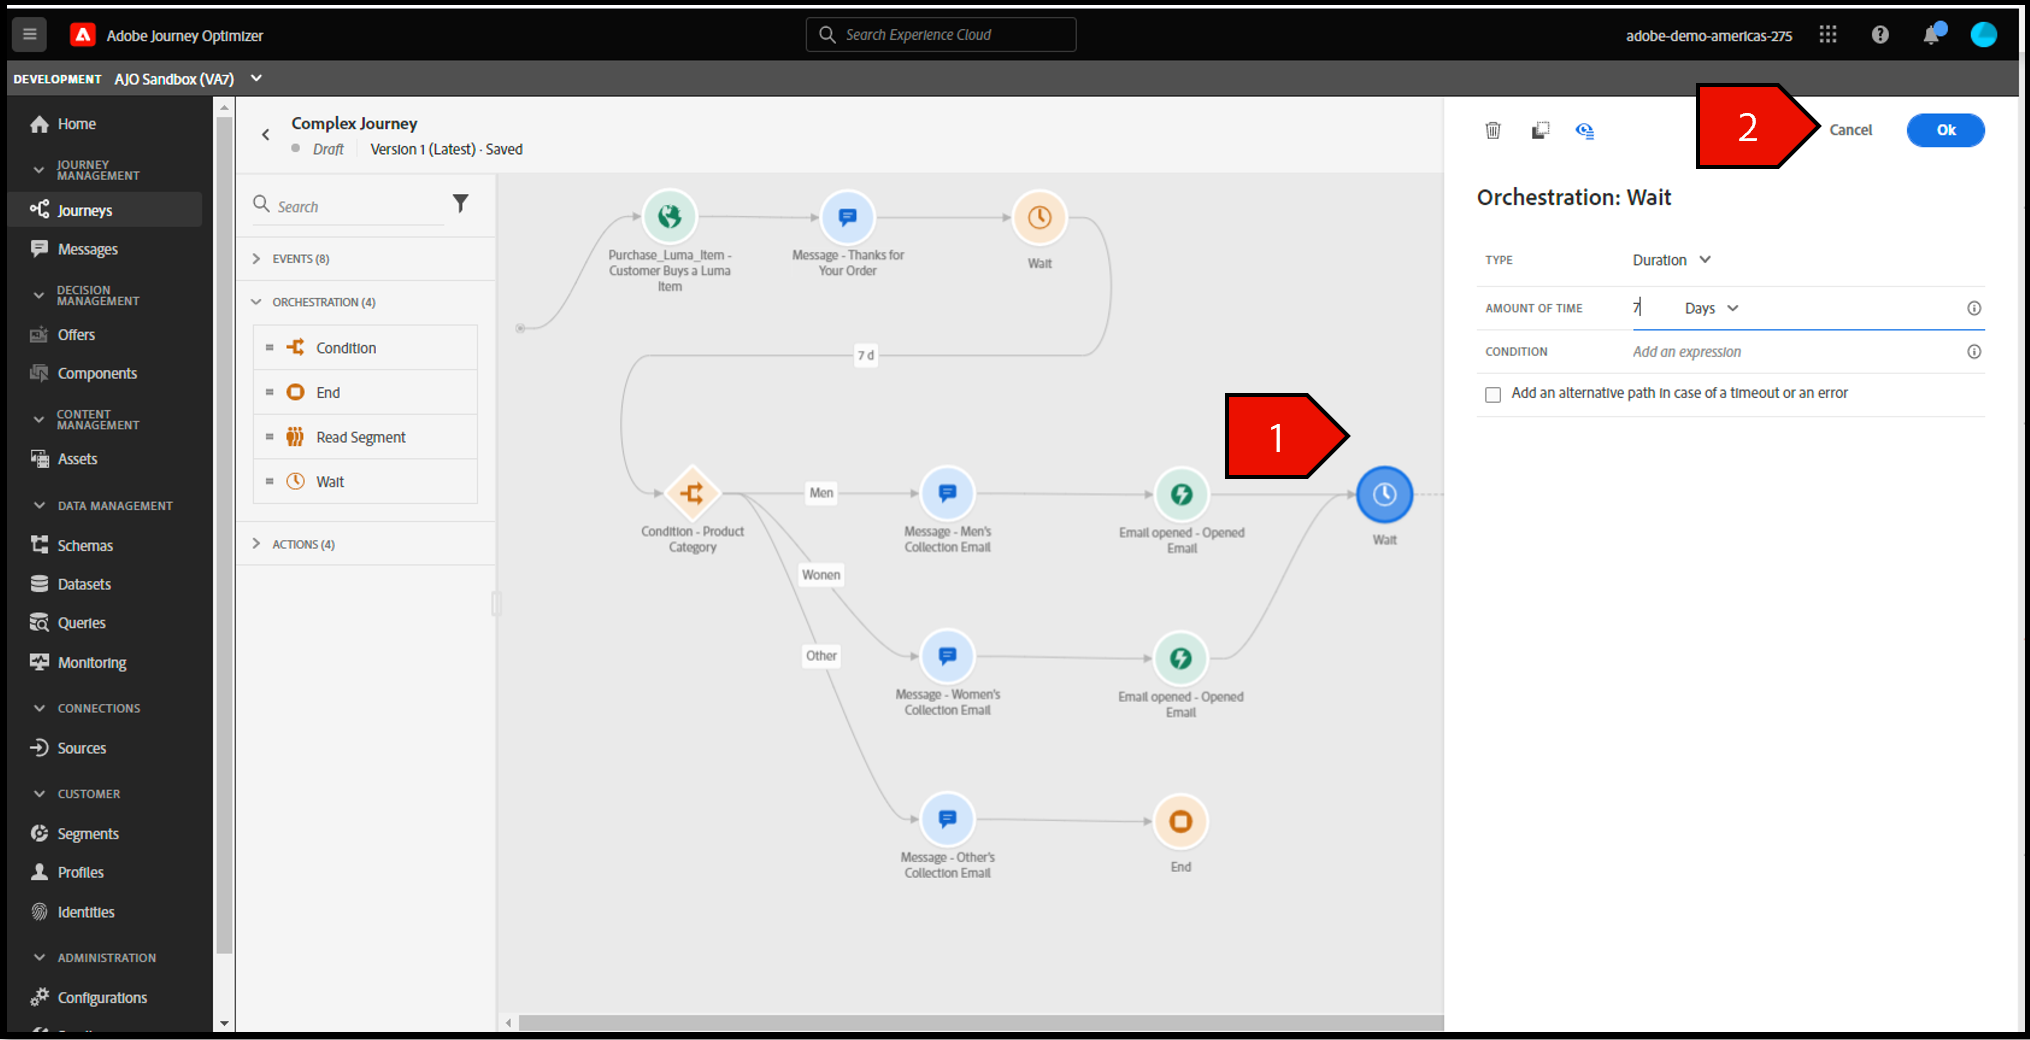 Adobe Journey Optimizer
Search Experience Cloud
adobe-demo-americas-275
DEVELOPMENT AJO Sandbox (VA7)
Home
JOURNEY
MANAGEMENT
Journeys
Messages
DECISION
MANAGEMENT
Offers
Components
CONTENT
MANAGEMENT
Assets
DATA MANAGEMENT
Schemas
Datasets
Queries
Monitoring
CONNECTIONS
Sources
CUSTOMER
Segments
Profiles
Identities
ADMINISTRATION
Configurations
Complex Journey
Draft Version 1 (Latest) · Saved
Search
EVENTS (8)
ORCHESTRATION (4)
Condition
End
Read Segment
Wait
ACTIONS (4)
Purchase_Luma_Item -
Customer Buys a Luma
Item
Message - Thanks for
Your Order
Wait
7 d
Condition - Product
Category
Men
Message - Men's
Collection Email
Email opened - Opened
Email
1
Wait
Wonen
Message - Women's
Collection Email
Email opened - Opened
Email
Other
Message - Other's
Collection Email
End
2
Cancel
Ok
Orchestration: Wait
TYPE Duration
AMOUNT OF TIME 7 Days
CONDITION Add an expression
Add an alternative path in case of a timeout or an error